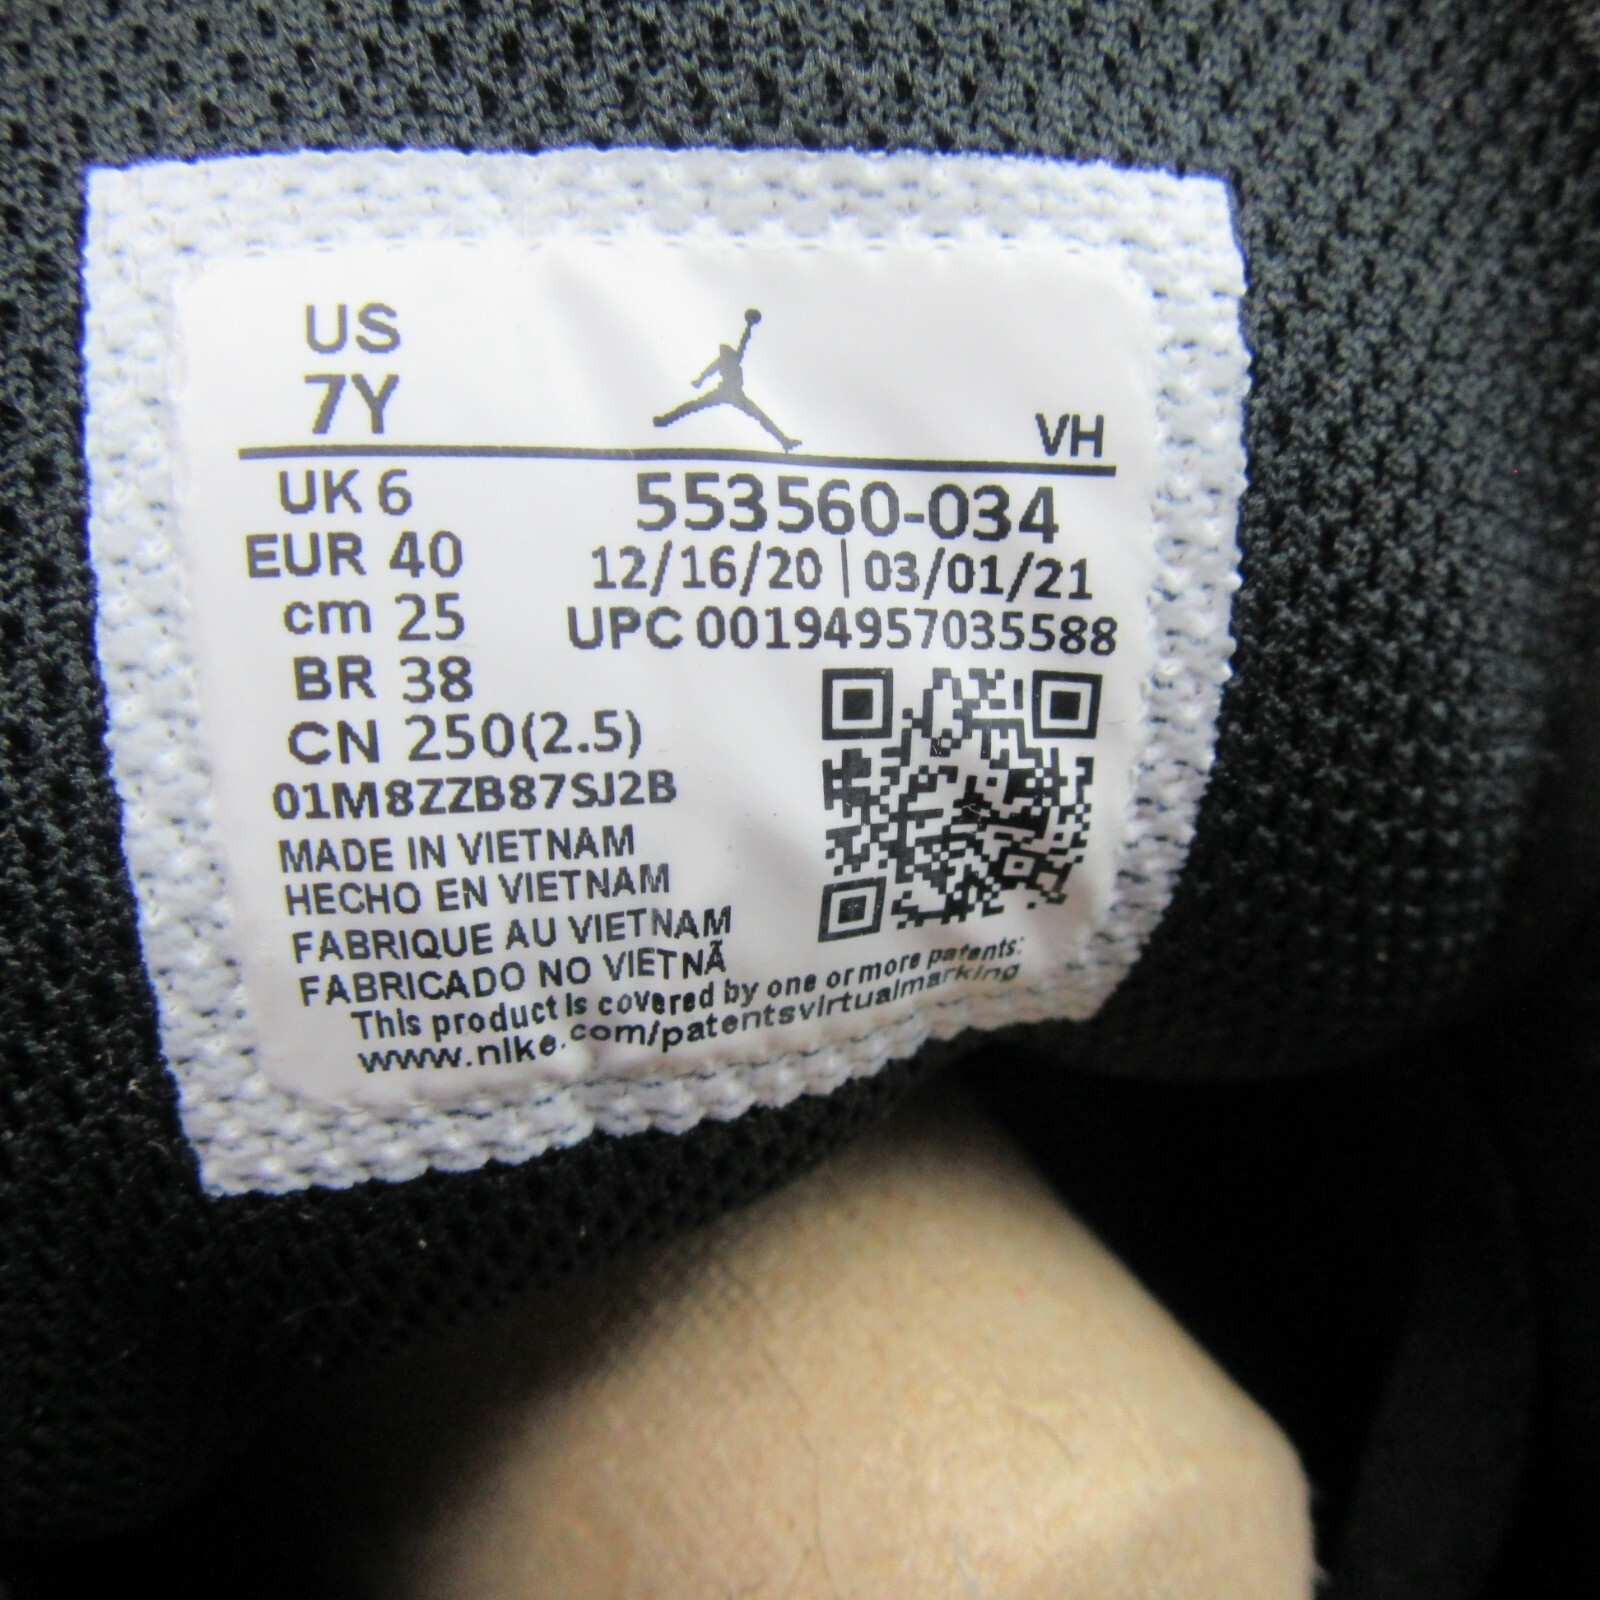 US
7Y
VH
UK 6
EUR 40
cm 25
BR 38
CN 250(2.5)
553560-034
12/16/20 | 03/01/21
UPC 00194957035588
01M8ZZB87SJ2B
MADE IN VIETNAM
HECHO EN VIETNAM
FABRIQUE AU VIETNAM
FABRICADO NO VIETNÃ
This product is covered by one or more patents:
www.nike.com/patentsvirtualmarking